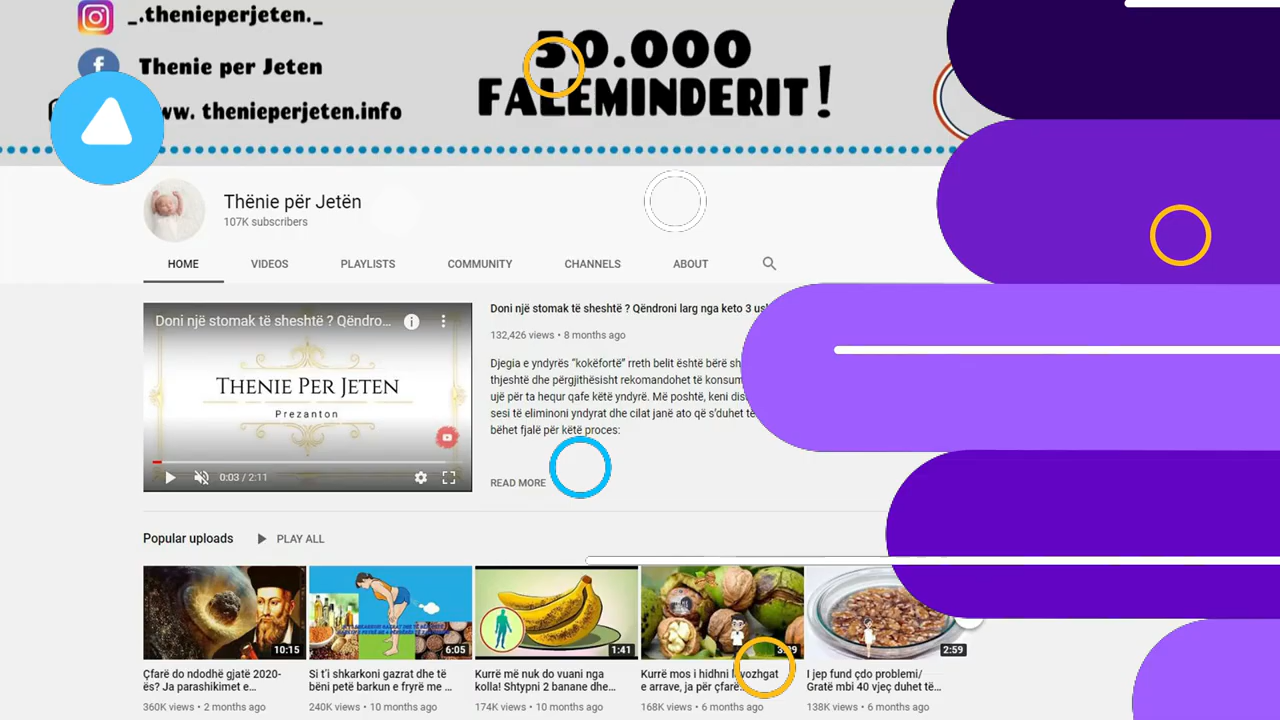 _.thenieperjeten._
50.000
Thenie per Jeten
FALEMINDERIT!
thenieperjeten.info
Thënie për Jetën
107K subscribers
HOME VIDEOS PLAYLISTS COMMUNITY CHANNELS ABOUT
Doni një stomak të sheshtë ? Qëndro...
THENIE PER JETEN
Prezanton
0:03 / 2:11
Doni një stomak të sheshtë ? Qëndroni larg nga keto 3
132,426 views • 8 months ago
Djegia e yndyrës “kokëfortë” rreth belit është bërë
thjeshtë dhe përgjithësisht rekomandohet të
ujë për ta hequr qafe këtë yndyrë. Më poshtë, keni
sesi të eliminoni yndyrat dhe cilat janë ato që s’duhet
bëhet fjalë për këtë proces:
READ MORE
Popular uploads PLAY ALL
10:15
6:05
1:41
2:59
Çfarë do ndodhë gjatë 2020-
ës? Ja parashikimet e...
360K views • 2 months ago
Si t’i shkarkoni gazrat dhe të
bëni petë barkun e fryrë me ...
240K views • 10 months ago
Kurrë më nuk do vuani nga
kolla! Shtypni 2 banane dhe...
174K views • 10 months ago
Kurrë mos i hidhni
e arrave, ja për çfarë...
168K views • 6 months ago
I jep fund çdo problemi/
Gratë mbi 40 vjeç duhet të...
138K views • 6 months ago